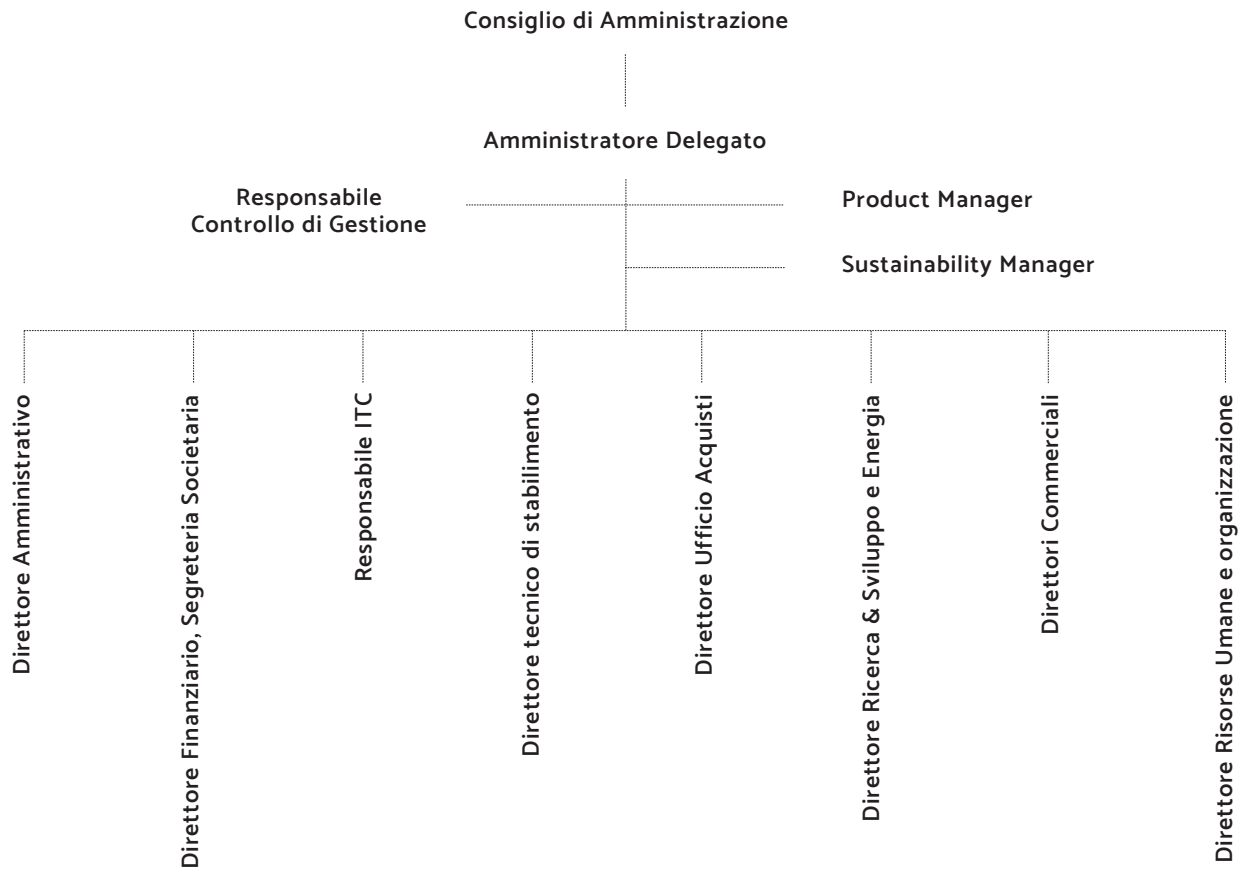 Consiglio di Amministrazione
Amministratore Delegato
Responsabile
Controllo di Gestione
Product Manager
Sustainability Manager
Direttore Amministrativo
Direttore Finanziario, Segreteria Societaria
Responsabile ITC
Direttore tecnico di stabilimento
Direttore Ufficio Acquisti
Direttore Ricerca & Sviluppo e Energia
Direttori Commerciali
Direttore Risorse Umane e organizzazione